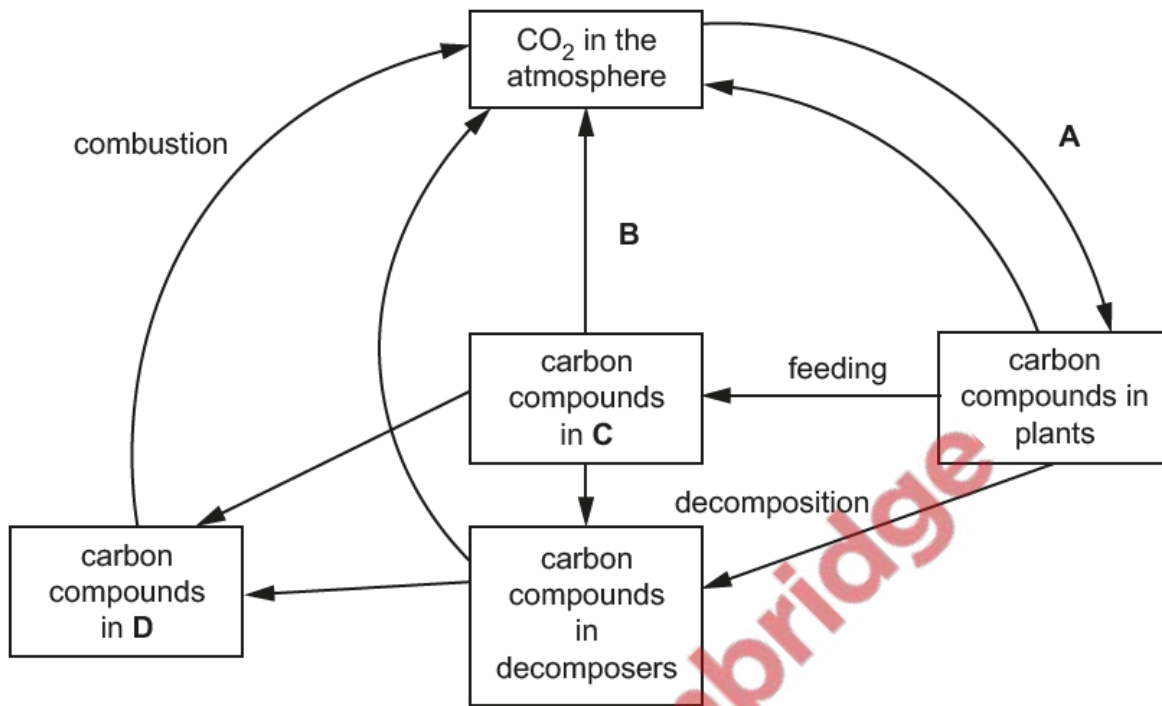 CO₂ in the
atmosphere
combustion
A
B
carbon
compounds
in C
feeding
carbon
compounds in
plants
decomposition
carbon
compounds
in D
carbon
compounds
in
decomposers
bridge